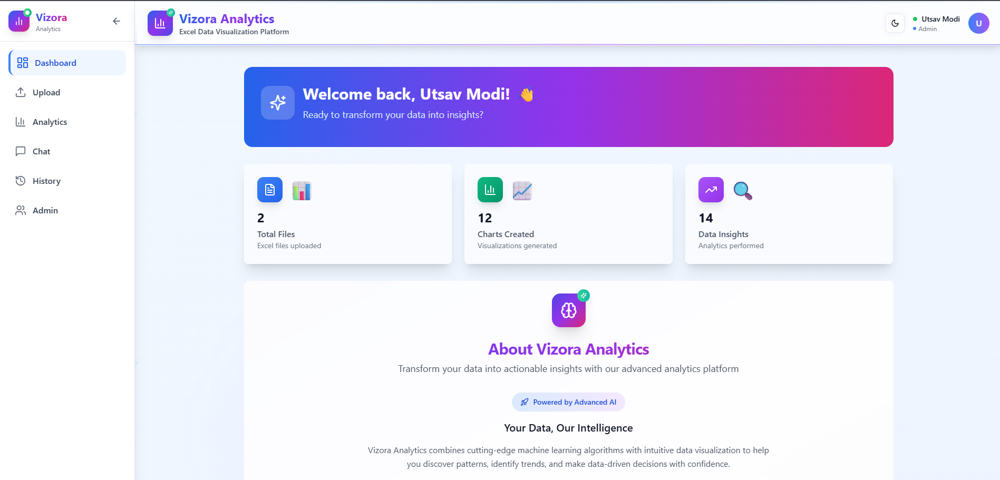 Vizora
Analytics
Dashboard
Upload
Analytics
Chat
History
Admin
Vizora Analytics
Excel Data Visualization Platform
Utsav Modi
Admin
U
Welcome back, Utsav Modi! 👋
Ready to transform your data into insights?
2
Total Files
Excel files uploaded
12
Charts Created
Visualizations generated
14
Data Insights
Analytics performed
About Vizora Analytics
Transform your data into actionable insights with our advanced analytics platform
Powered by Advanced AI
Your Data, Our Intelligence
Vizora Analytics combines cutting-edge machine learning algorithms with intuitive data visualization to help
you discover patterns, identify trends, and make data-driven decisions with confidence.